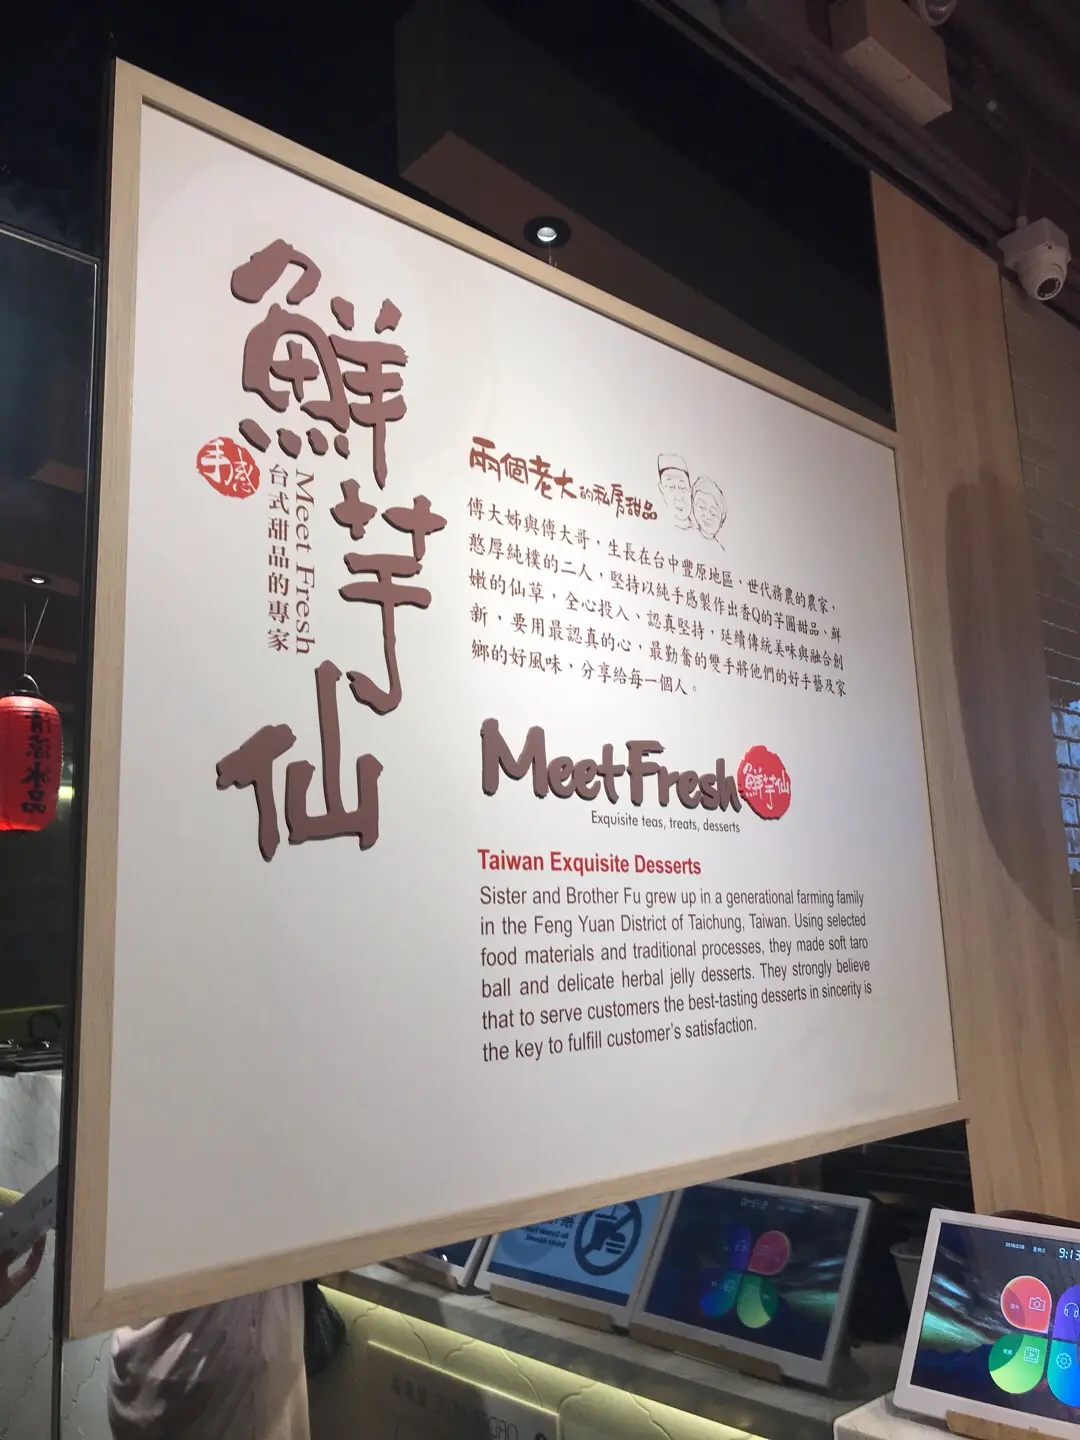 鮮芋仙
手感
Meet Fresh
台式甜品的專家
兩個老大的私房甜品
傅大姊與傅大哥，生長在台中豐原地區，世代務農的農家，
憨厚純樸的二人，堅持以純手感製作出香Q的芋圓甜品、鮮
嫩的仙草，全心投入、認真堅持，延續傳統美味與融合創
新，要用最認真的心，最勤奮的雙手將他們的好手藝及家
鄉的好風味，分享給每一個人。
MeetFresh
鮮芋仙
Exquisite teas, treats, desserts
Taiwan Exquisite Desserts
Sister and Brother Fu grew up in a generational farming family
in the Feng Yuan District of Taichung, Taiwan. Using selected
food materials and traditional processes, they made soft taro
ball and delicate herbal jelly desserts. They strongly believe
that to serve customers the best-tasting desserts in sincerity is
the key to fulfill customer's satisfaction.
清涼冰品
9:13